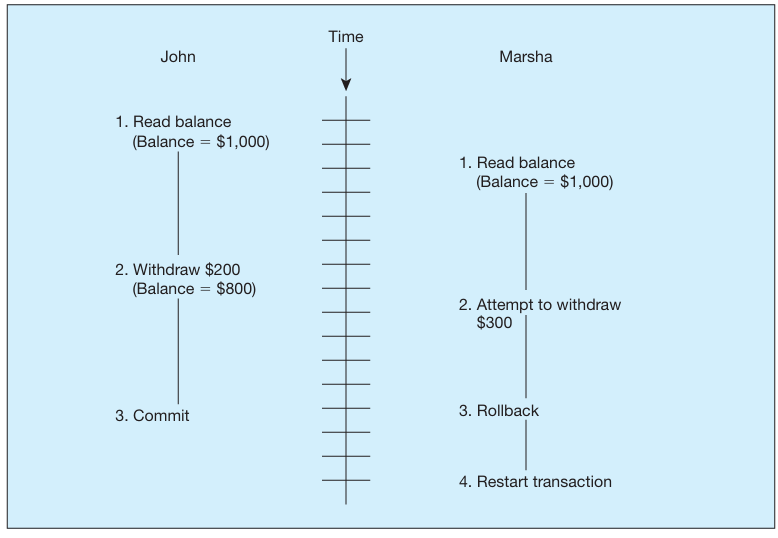 Time
John
Marsha
1. Read balance
(Balance = $1,000)
1. Read balance
(Balance = $1,000)
2. Withdraw $200
(Balance = $800)
2. Attempt to withdraw
$300
3. Commit
3. Rollback
4. Restart transaction